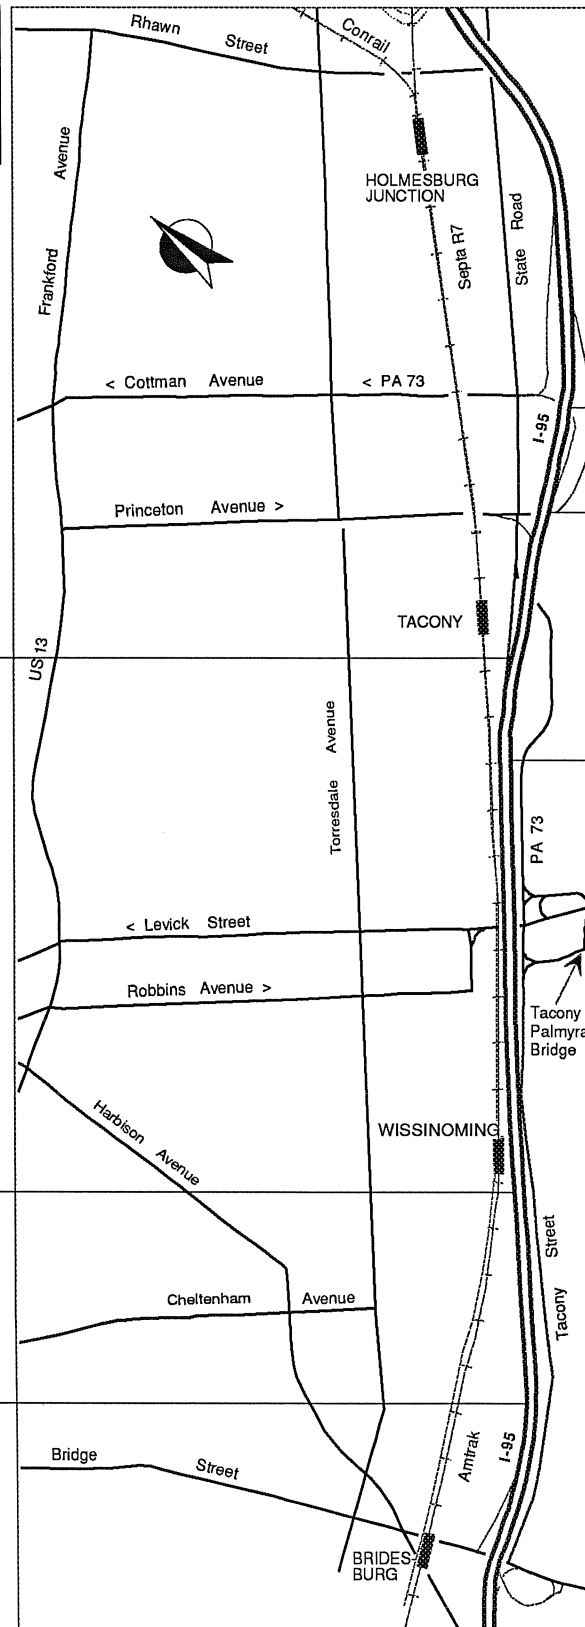 Rhawn Street
Conrail
Frankford Avenue
HOLMESBURG
JUNCTION
Septa R7
State Road
< Cottman Avenue
< PA 73
I-95
Princeton Avenue >
TACONY
US 13
Torresdale Avenue
PA 73
< Levick Street
Robbins Avenue >
Tacony
Palmyra
Bridge
Harbison Avenue
WISSINOMING
Tacony Street
Cheltenham Avenue
Bridge Street
Amtrak
I-95
BRIDES-
BURG